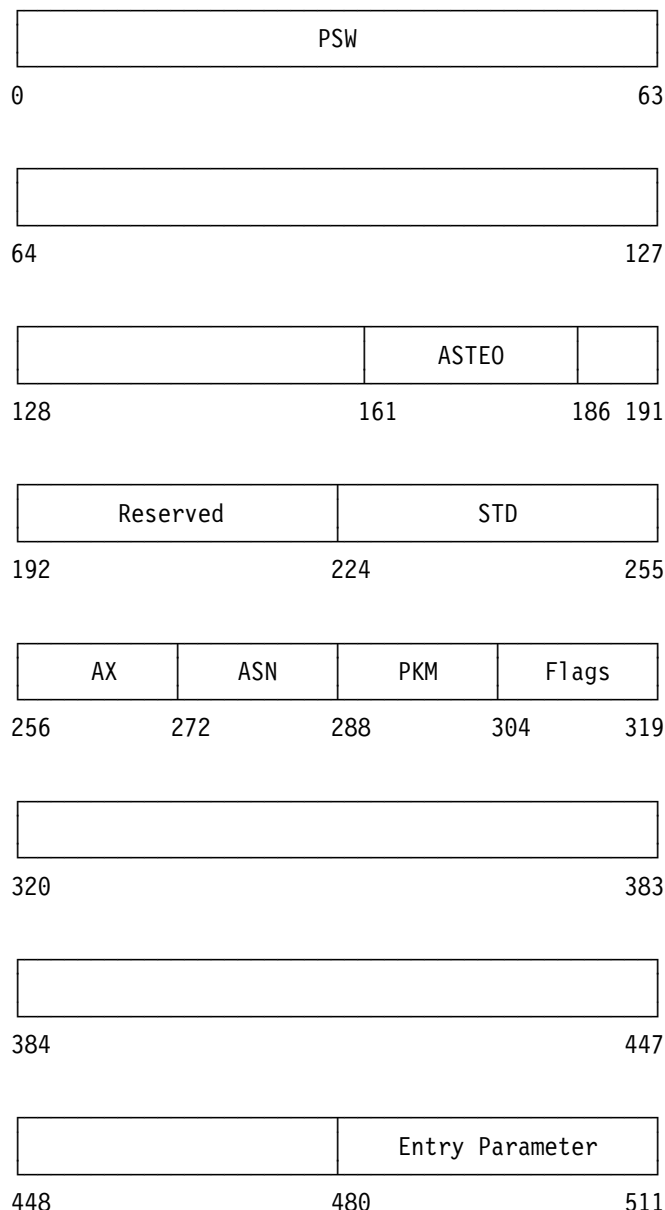 PSW
0 63
64 127
ASTEO
128 161 186 191
Reserved STD
192 224 255
AX ASN PKM Flags
256 272 288 304 319
320 383
384 447
Entry Parameter
448 480 511